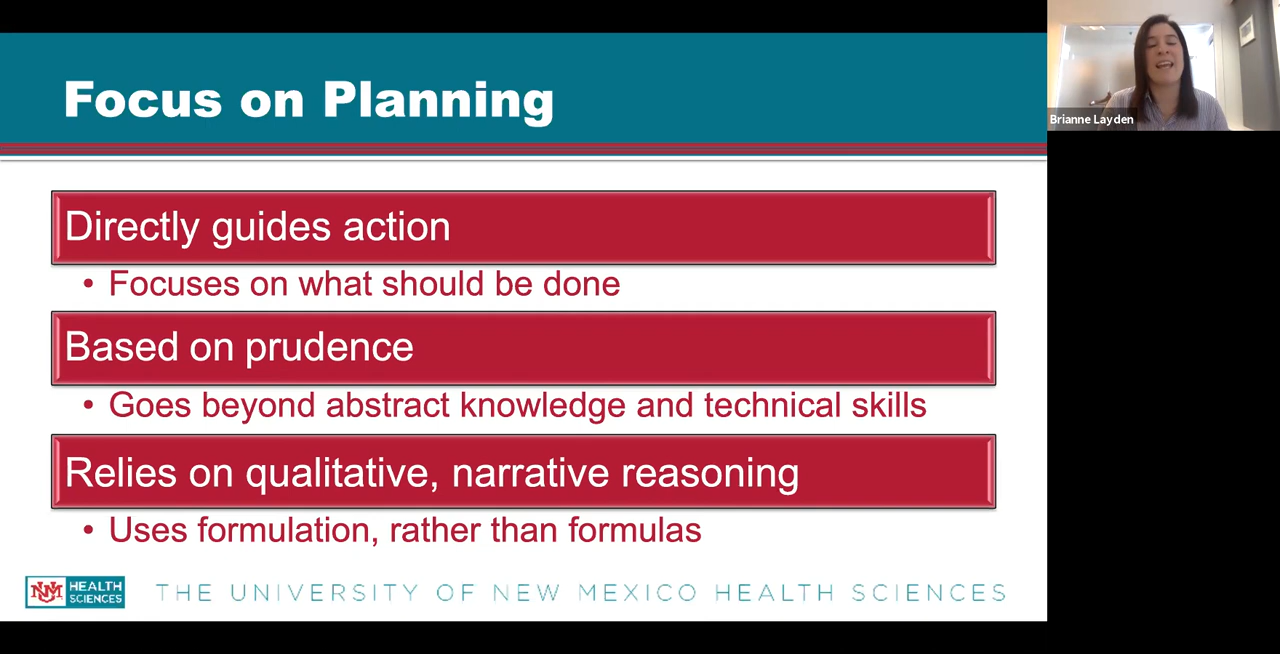 Focus on Planning
Brianne Layden
Directly guides action
• Focuses on what should be done
Based on prudence
• Goes beyond abstract knowledge and technical skills
Relies on qualitative, narrative reasoning
• Uses formulation, rather than formulas
UNM HEALTH SCIENCES
THE UNIVERSITY OF NEW MEXICO HEALTH SCIENCES